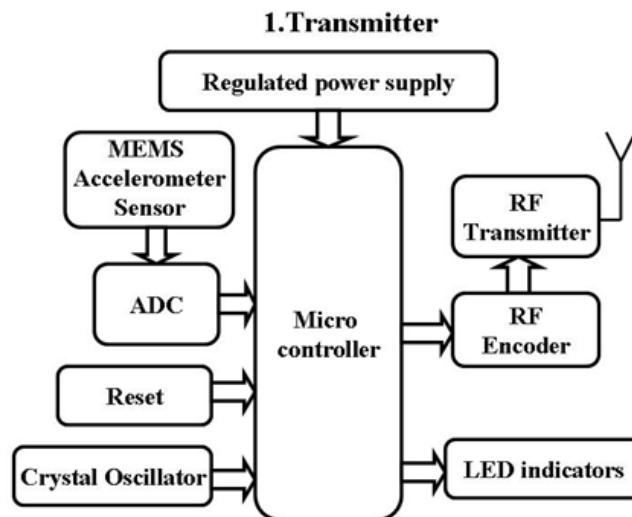 1.Transmitter
Regulated power supply
MEMS
Accelerometer
Sensor
ADC
Reset
Crystal Oscillator
Micro
controller
RF
Transmitter
RF
Encoder
LED indicators